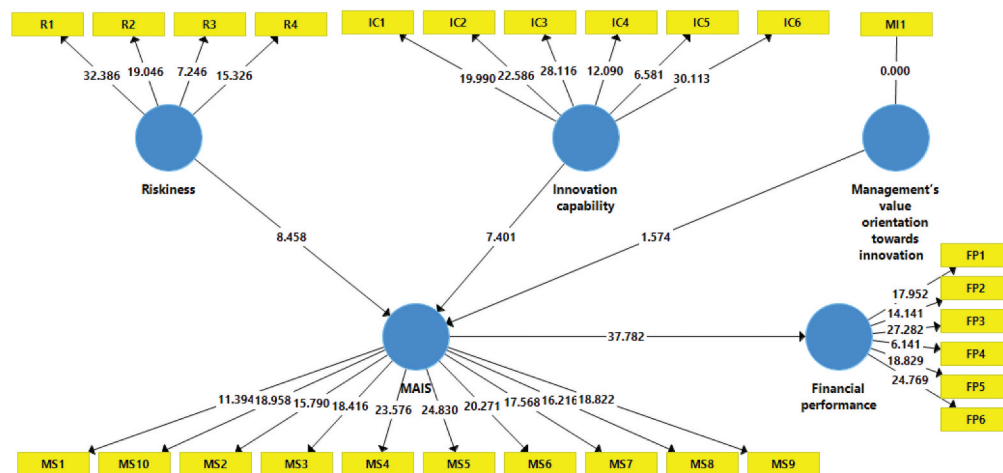 R1 R2 R3 R4 IC1 IC2 IC3 IC4 IC5 IC6 MI1
32.386 19.046 7.246 15.326 19.990 22.586 28.116 12.090 6.581 30.113 0.000
Riskiness
Innovation
capability
Management's
value
orientation
towards
innovation
8.458 7.401 1.574
FP1
17.952
FP2
14.141
FP3
27.282
37.782
6.141
FP4
18.829
FP5
24.769
FP6
MAIS
Financial
performance
11.394 18.958 15.790 18.416 23.576 24.830 20.271 17.568 16.216 18.822
MS1 MS10 MS2 MS3 MS4 MS5 MS6 MS7 MS8 MS9